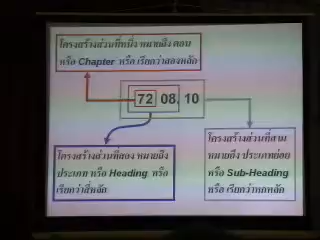 โครงสร้างส่วนที่หนึ่ง หมายถึง ตอน
หรือ Chapter หรือ เรียกว่าสองหลัก
72 08. 10
โครงสร้างส่วนที่สอง หมายถึง
ประเภท หรือ Heading หรือ
เรียกว่าสี่หลัก
โครงสร้างส่วนที่สาม
หมายถึง ประเภทย่อย
หรือ Sub-Heading
หรือ เรียกว่าหกหลัก